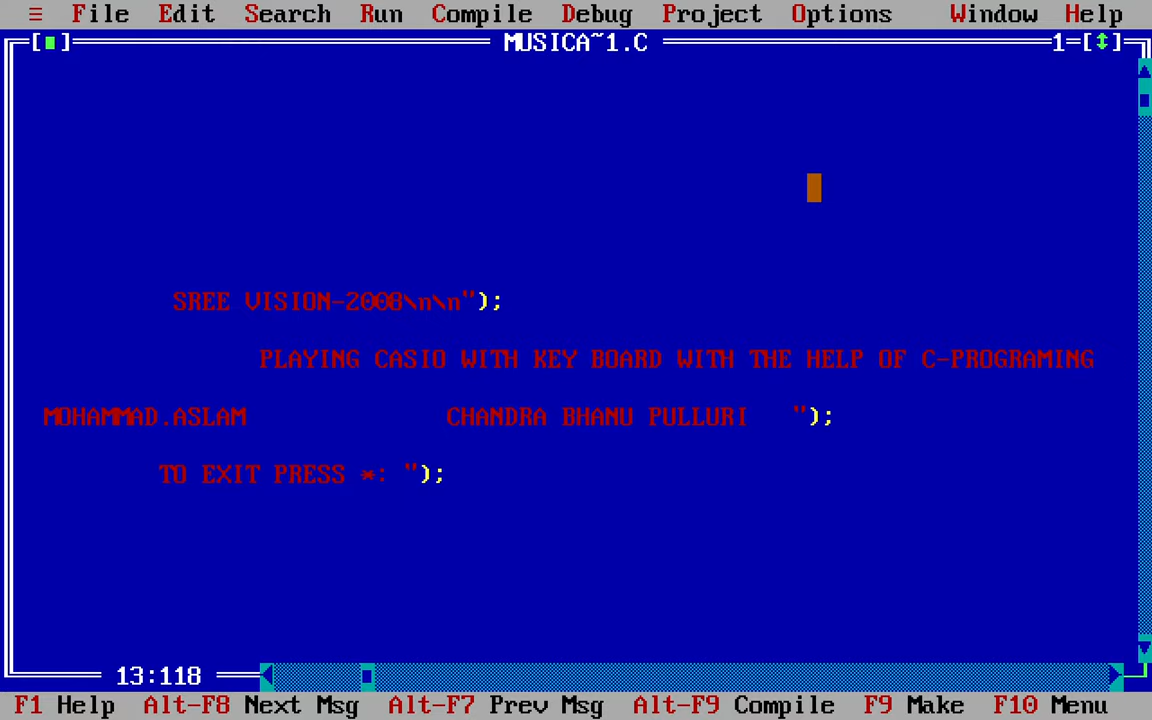 ≡ File Edit Search Run Compile Debug Project Options Window Help
[■] MUSICA~1.C 1=[↕]
SREE VISION-2008\n\n");
PLAYING CASIO WITH KEY BOARD WITH THE HELP OF C-PROGRAMING
MOHAMMAD.ASLAM CHANDRA BHANU PULLURI ");
TO EXIT PRESS *: ");
13:118
F1 Help Alt-F8 Next Msg Alt-F7 Prev Msg Alt-F9 Compile F9 Make F10 Menu